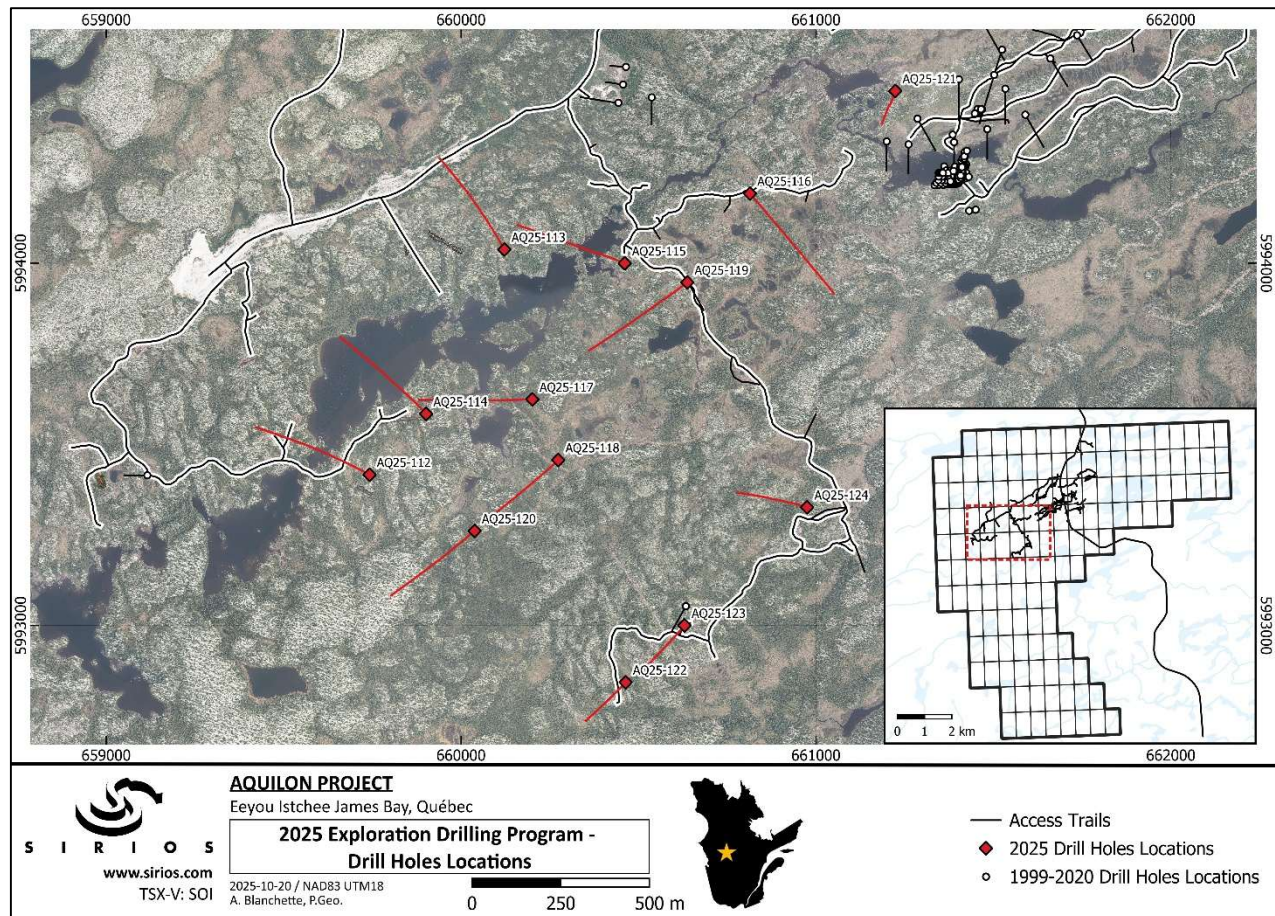 659000 660000 661000 662000
AQ25-121
AQ25-116
AQ25-113
AQ25-115
5994000 5994000
AQ25-119
AQ25-117
AQ25-114
AQ25-118
AQ25-112
AQ25-124
AQ25-120
AQ25-123
5993000 5993000
AQ25-122
0 1 2 km
659000 660000 661000 662000
SIRIOS
www.sirios.com
TSX-V: SOI
AQUILON PROJECT
Eeyou Istchee James Bay, Québec
2025 Exploration Drilling Program -
Drill Holes Locations
2025-10-20 / NAD83 UTM18
A. Blanchette, P.Geo.
0 250 500 m
Access Trails
2025 Drill Holes Locations
1999-2020 Drill Holes Locations